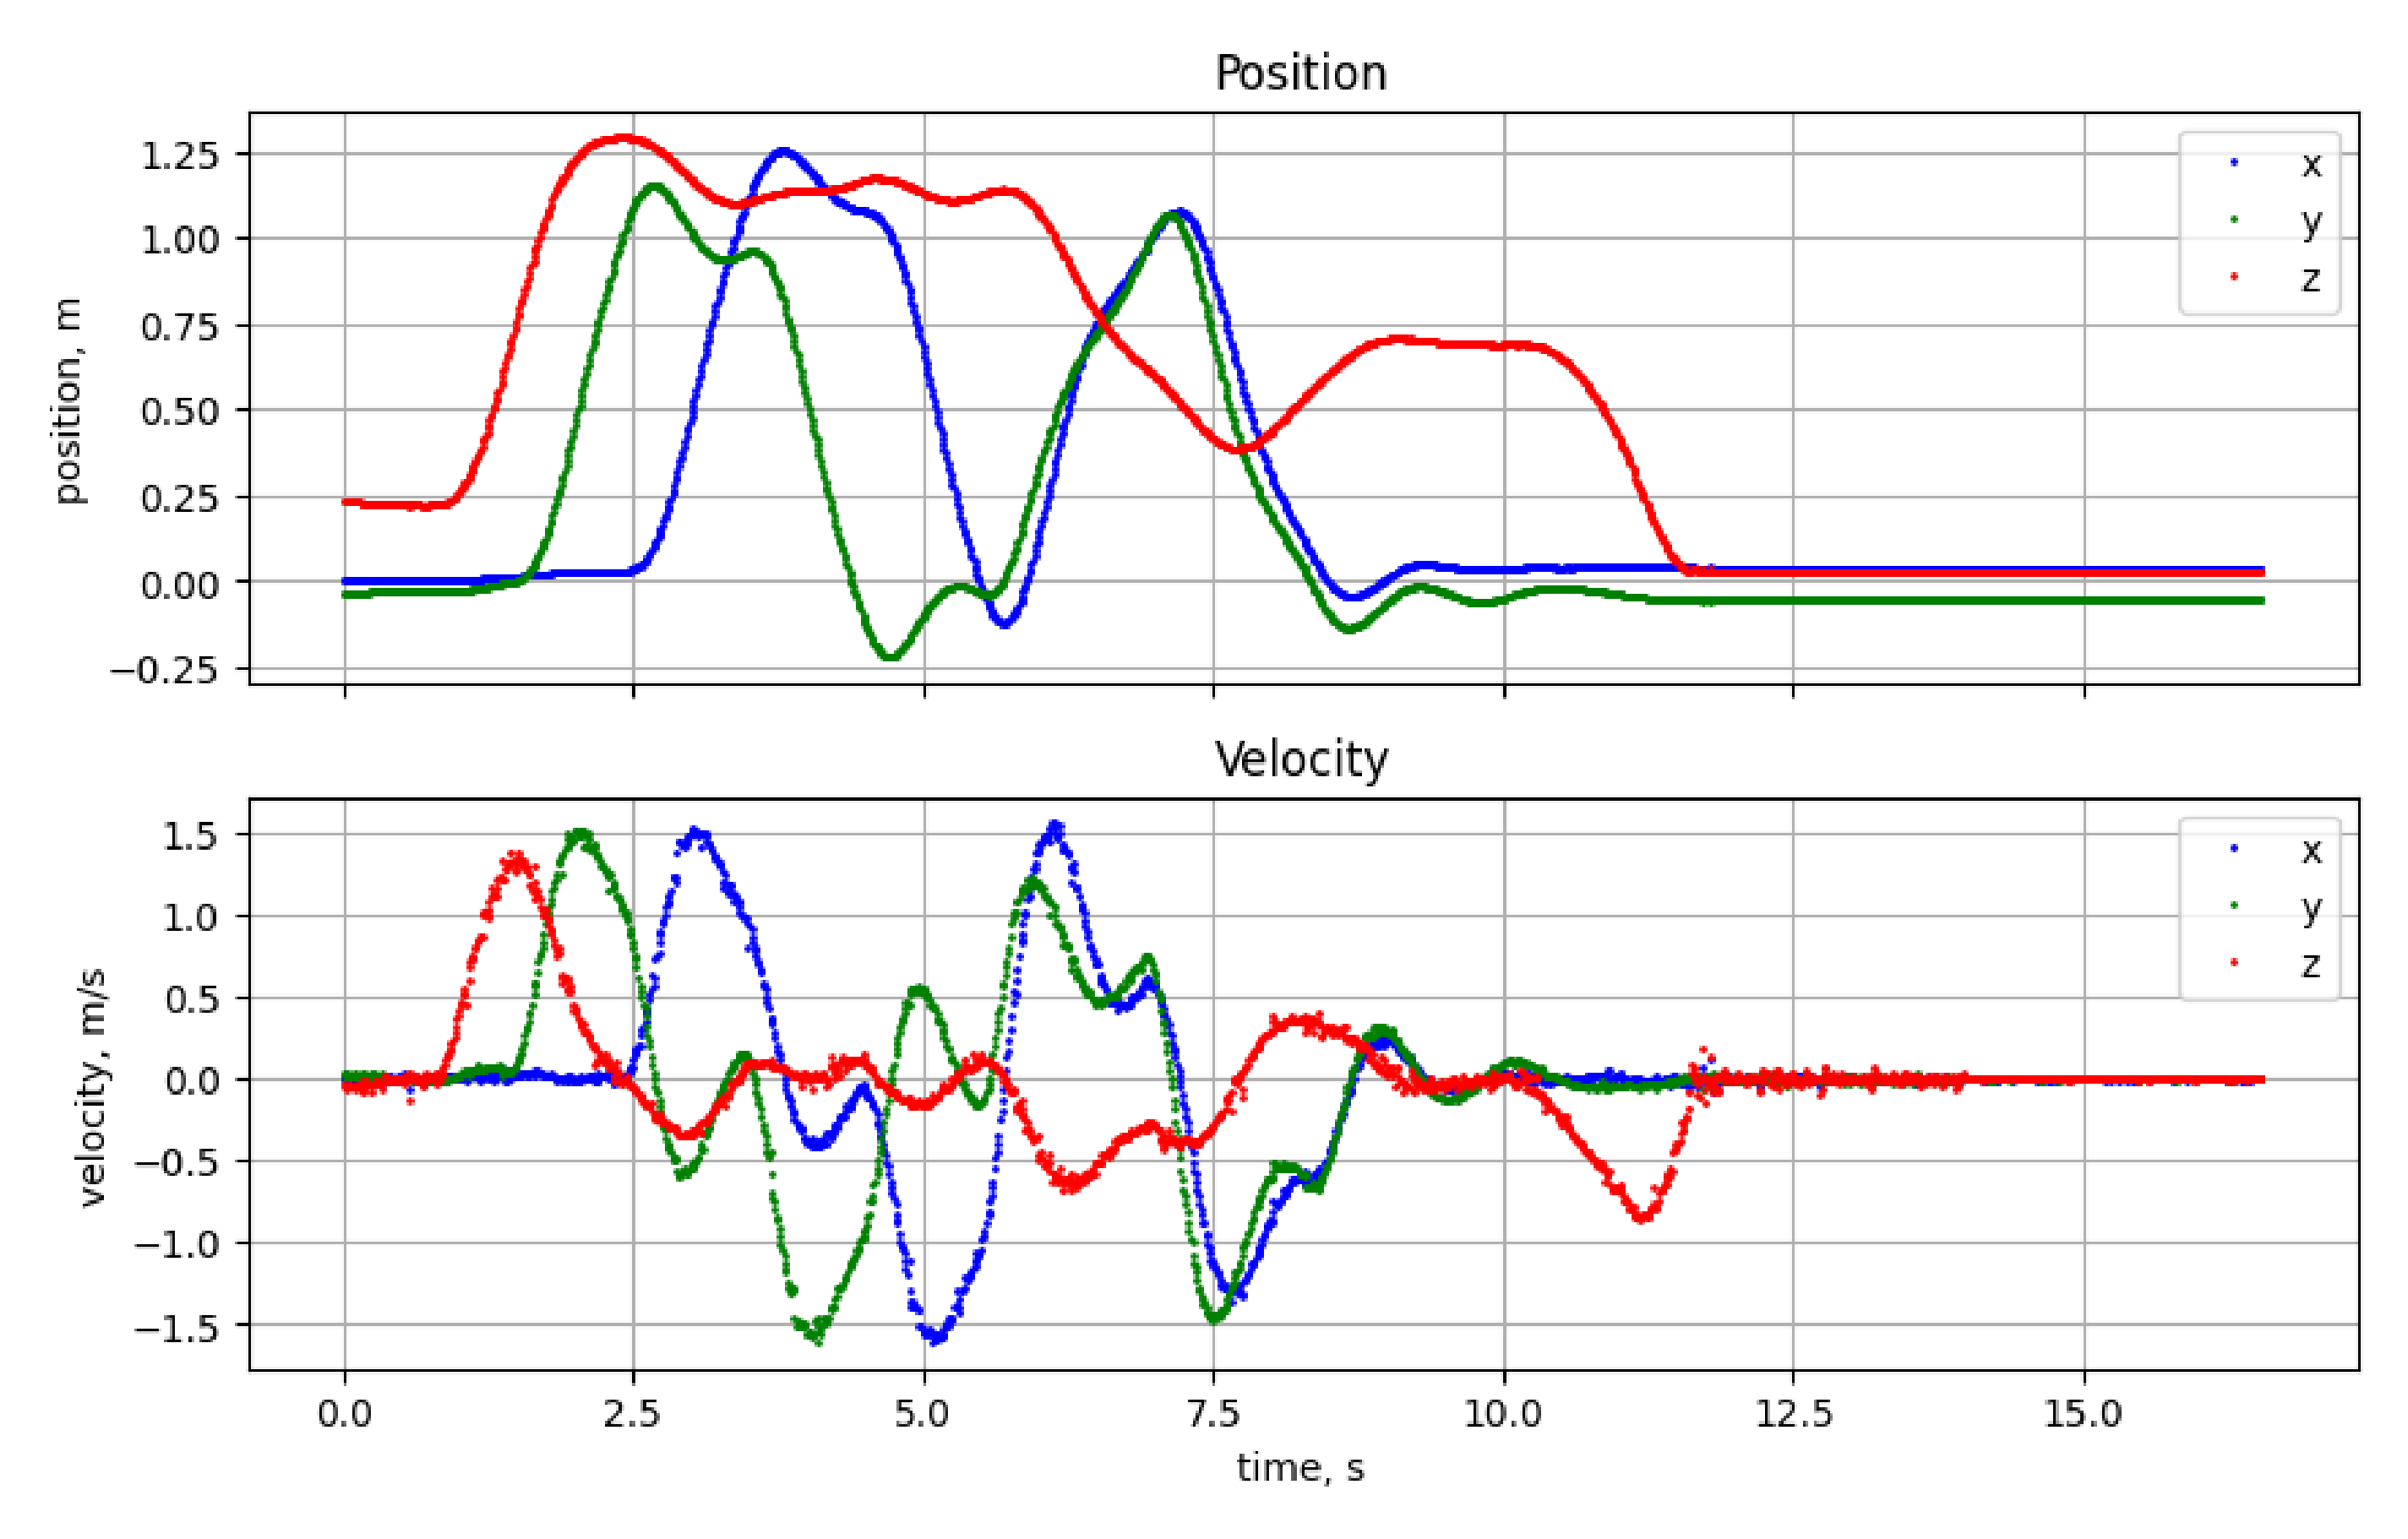 Position
position, m
1.25
1.00
0.75
0.50
0.25
0.00
−0.25
x
y
z
Velocity
velocity, m/s
1.5
1.0
0.5
0.0
−0.5
−1.0
−1.5
x
y
z
0.0 2.5 5.0 7.5 10.0 12.5 15.0
time, s